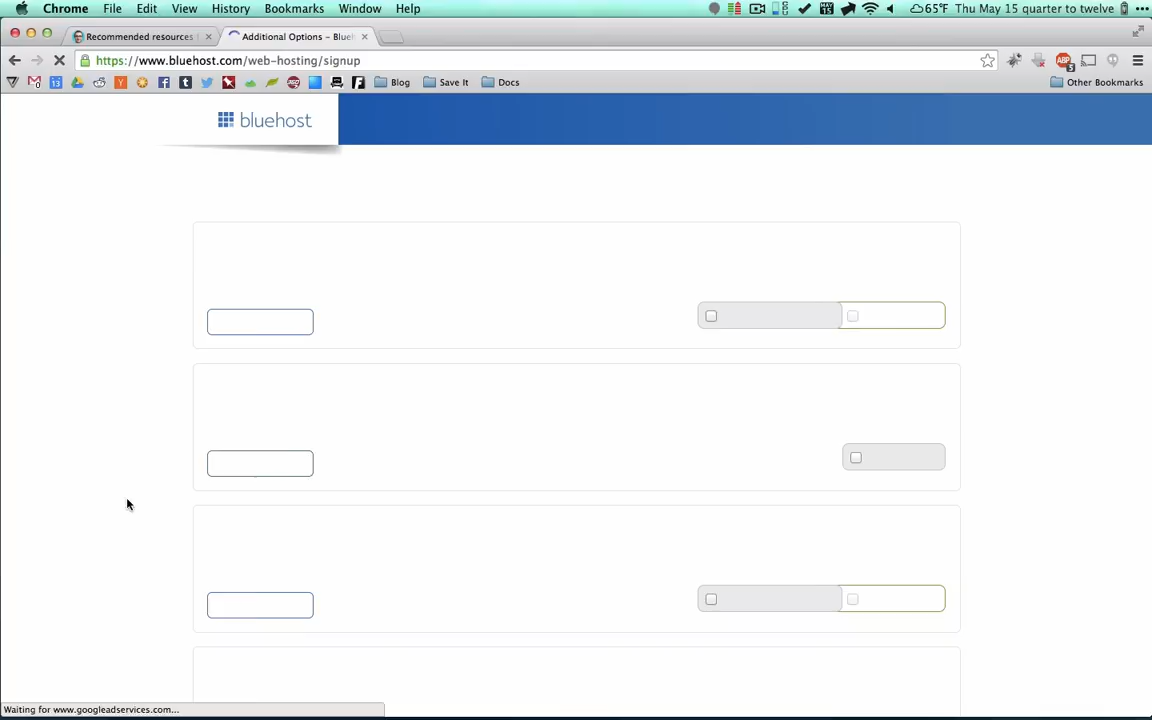 Chrome File Edit View History Bookmarks Window Help 65°F Thu May 15 quarter to twelve
Recommended resources Additional Options – Blueh
https://www.bluehost.com/web-hosting/signup
Blog Save It Docs Other Bookmarks
bluehost
Waiting for www.googleadservices.com...